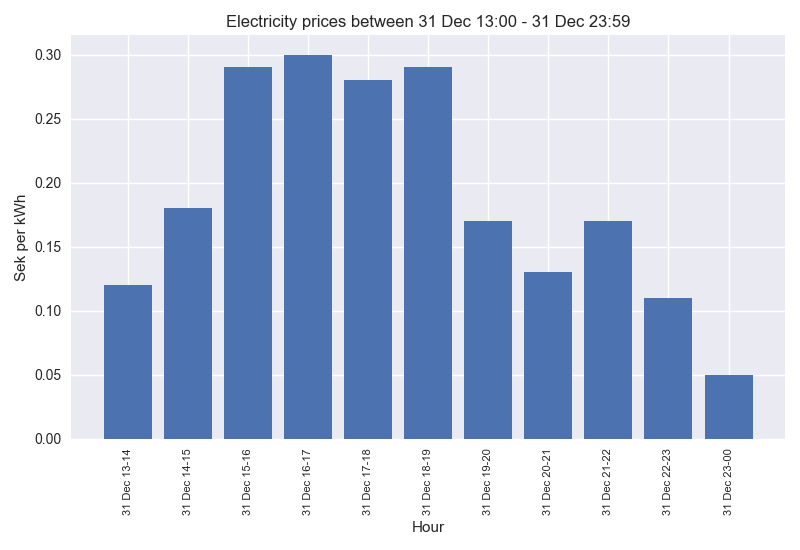 Electricity prices between 31 Dec 13:00 - 31 Dec 23:59
0.30
0.25
0.20
0.15
0.10
0.05
0.00
Sek per kWh
31 Dec 13-14
31 Dec 14-15
31 Dec 15-16
31 Dec 16-17
31 Dec 17-18
31 Dec 18-19
31 Dec 19-20
31 Dec 20-21
31 Dec 21-22
31 Dec 22-23
31 Dec 23-00
Hour